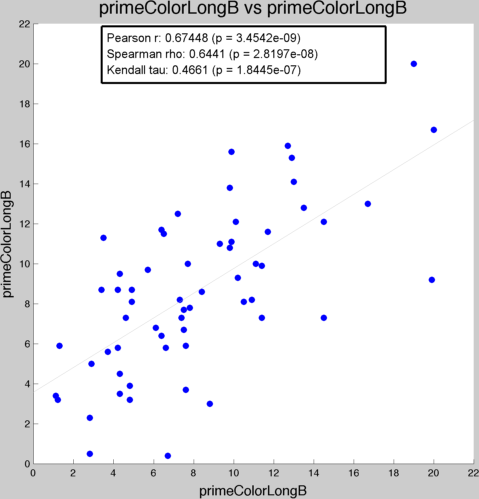 primeColorLongB vs primeColorLongB
Pearson r: 0.67448 (p = 3.4542e-09)
Spearman rho: 0.6441 (p = 2.8197e-08)
Kendall tau: 0.4661 (p = 1.8445e-07)
22
20
18
16
14
12
10
8
6
4
2
0
primeColorLongB
0 2 4 6 8 10 12 14 16 18 20 22
primeColorLongB